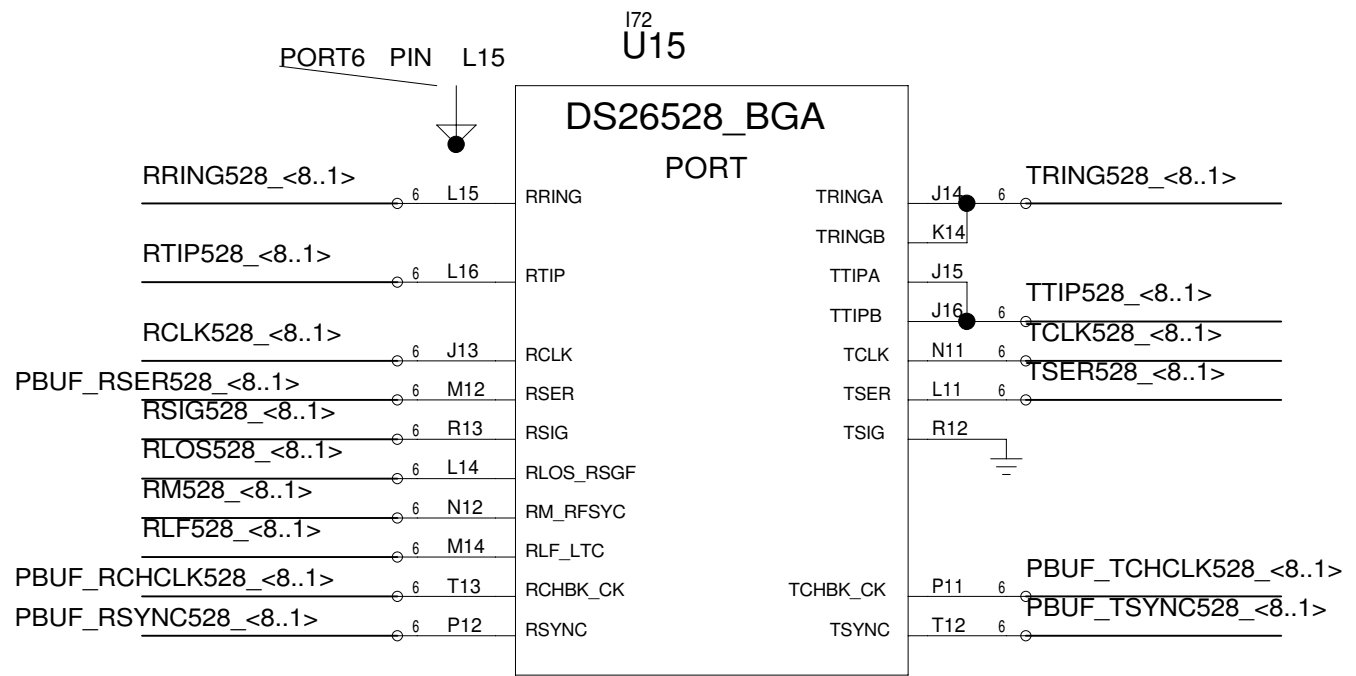 I72
U15
PORT6 PIN L15
DS26528_BGA
PORT
RRING528_<8..1> 6 L15 RRING TRINGA J14 6 TRING528_<8..1>
TRINGB K14
RTIP528_<8..1> 6 L16 RTIP TTIPA J15
TTIPB J16 6 TTIP528_<8..1>
RCLK528_<8..1> 6 J13 RCLK TCLK N11 6 TCLK528_<8..1>
PBUF_RSER528_<8..1> 6 M12 RSER TSER L11 6 TSER528_<8..1>
RSIG528_<8..1> 6 R13 RSIG TSIG R12
RLOS528_<8..1> 6 L14 RLOS_RSGF
RM528_<8..1> 6 N12 RM_RFSYC
RLF528_<8..1> 6 M14 RLF_LTC
PBUF_RCHCLK528_<8..1> 6 T13 RCHBK_CK TCHBK_CK P11 6 PBUF_TCHCLK528_<8..1>
PBUF_RSYNC528_<8..1> 6 P12 RSYNC TSYNC T12 6 PBUF_TSYNC528_<8..1>